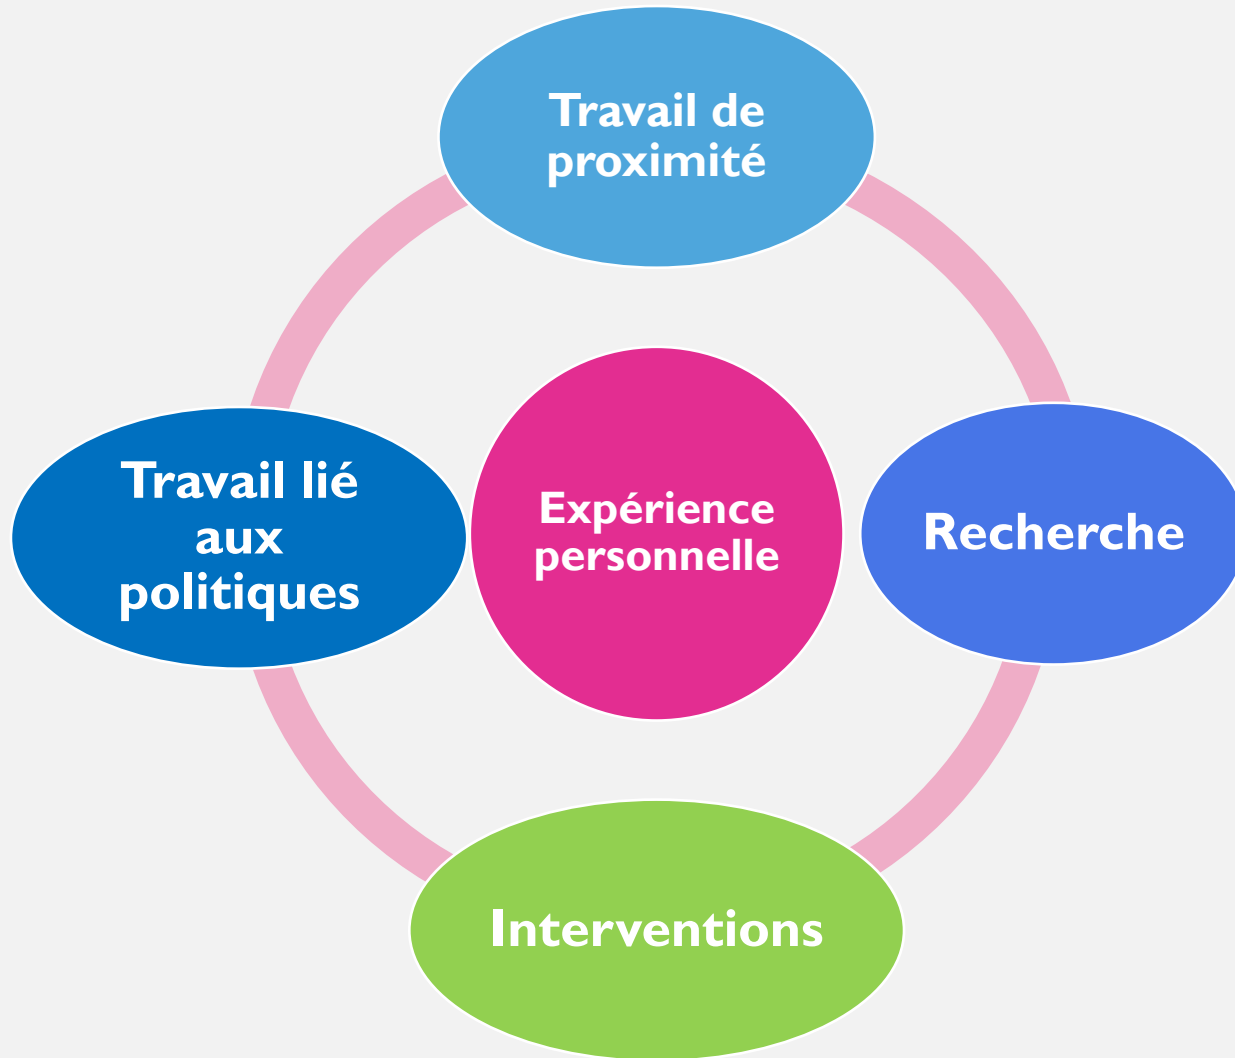 Travail de
proximité
Travail lié
aux
politiques
Expérience
personnelle
Recherche
Interventions